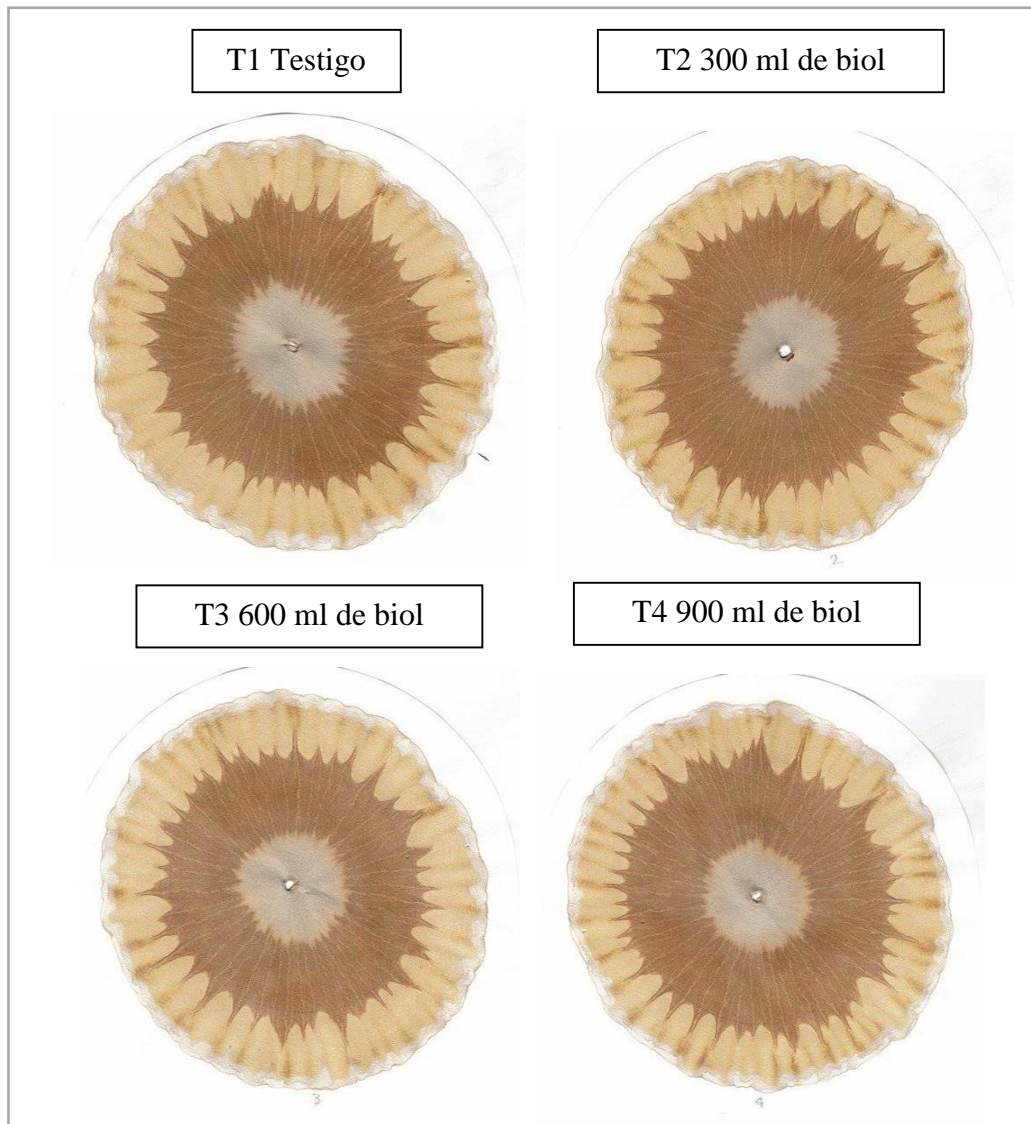 T1 Testigo
T2 300 ml de biol
2
T3 600 ml de biol
T4 900 ml de biol
3
4